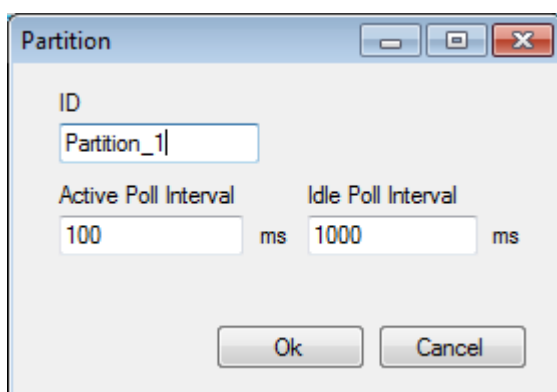 Partition
ID
Partition_1
Active Poll Interval Idle Poll Interval
100 ms 1000 ms
Ok Cancel